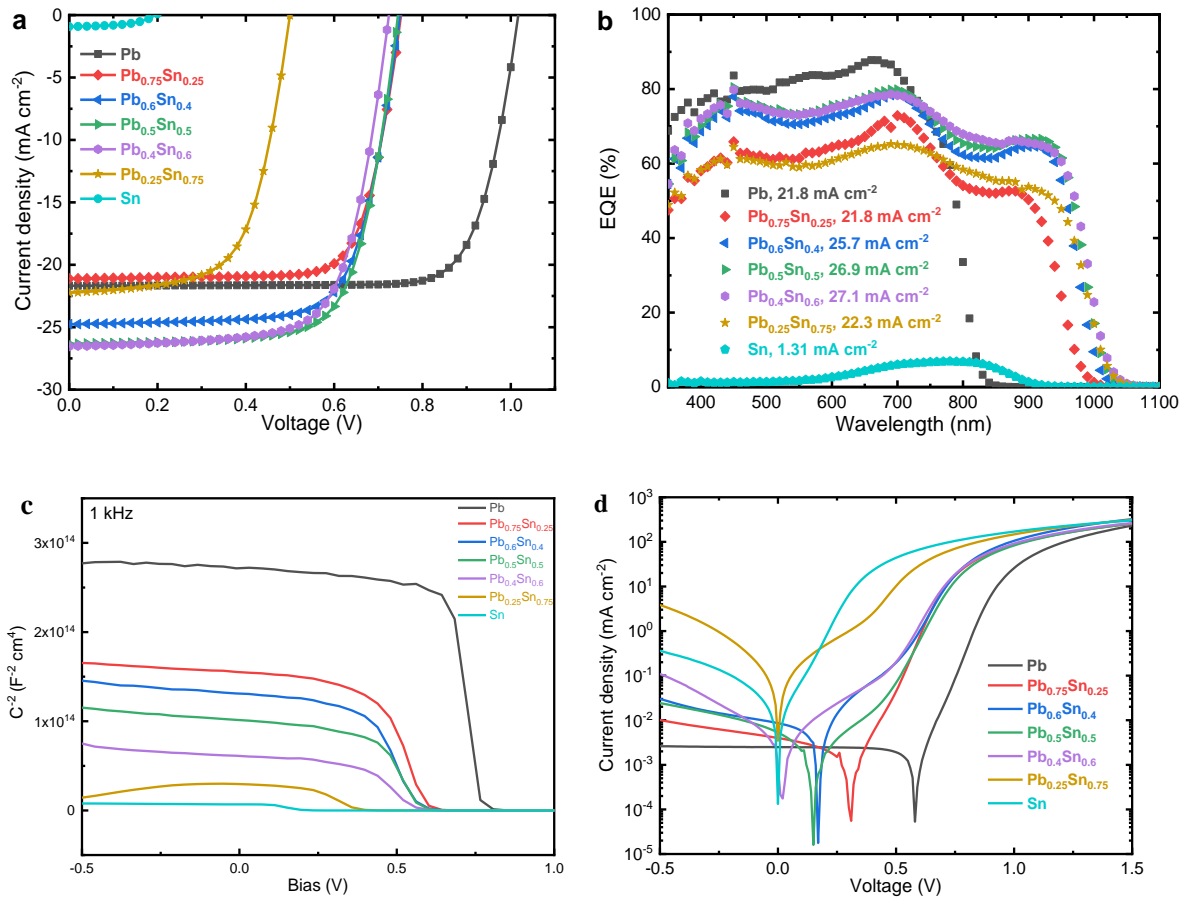 a
Current density (mA cm⁻²)
0
-5
-10
-15
-20
-25
-30
0.0 0.2 0.4 0.6 0.8 1.0
Voltage (V)
Pb
Pb₀.₇₅Sn₀.₂₅
Pb₀.₆Sn₀.₄
Pb₀.₅Sn₀.₅
Pb₀.₄Sn₀.₆
Pb₀.₂₅Sn₀.₇₅
Sn
b
EQE (%)
100
80
60
40
20
0
400 500 600 700 800 900 1000 1100
Wavelength (nm)
Pb, 21.8 mA cm⁻²
Pb₀.₇₅Sn₀.₂₅, 21.8 mA cm⁻²
Pb₀.₆Sn₀.₄, 25.7 mA cm⁻²
Pb₀.₅Sn₀.₅, 26.9 mA cm⁻²
Pb₀.₄Sn₀.₆, 27.1 mA cm⁻²
Pb₀.₂₅Sn₀.₇₅, 22.3 mA cm⁻²
Sn, 1.31 mA cm⁻²
c
1 kHz
C⁻² (F⁻² cm⁴)
3x10¹⁴
2x10¹⁴
1x10¹⁴
0
-0.5 0.0 0.5 1.0
Bias (V)
Pb
Pb₀.₇₅Sn₀.₂₅
Pb₀.₆Sn₀.₄
Pb₀.₅Sn₀.₅
Pb₀.₄Sn₀.₆
Pb₀.₂₅Sn₀.₇₅
Sn
d
Current density (mA cm⁻²)
10³
10²
10¹
10⁰
10⁻¹
10⁻²
10⁻³
10⁻⁴
10⁻⁵
-0.5 0.0 0.5 1.0 1.5
Voltage (V)
Pb
Pb₀.₇₅Sn₀.₂₅
Pb₀.₆Sn₀.₄
Pb₀.₅Sn₀.₅
Pb₀.₄Sn₀.₆
Pb₀.₂₅Sn₀.₇₅
Sn